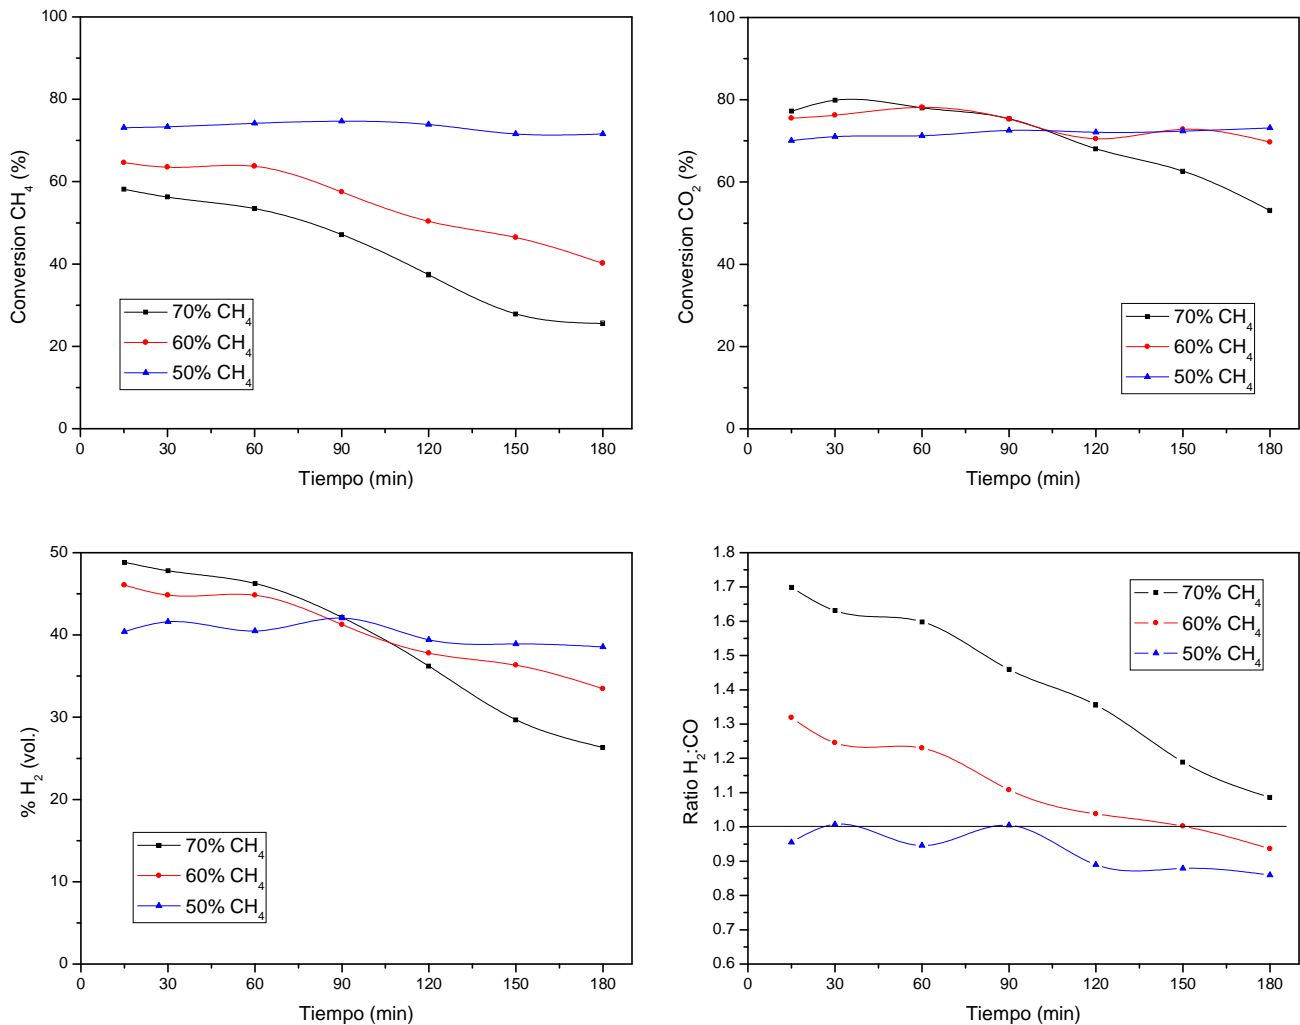 Conversion CH4 (%)
100
80
60
40
20
0
70% CH4
60% CH4
50% CH4
0 30 60 90 120 150 180
Tiempo (min)
Conversion CO2 (%)
100
80
60
40
20
0
70% CH4
60% CH4
50% CH4
0 30 60 90 120 150 180
Tiempo (min)
% H2 (vol.)
50
40
30
20
10
0
70% CH4
60% CH4
50% CH4
0 30 60 90 120 150 180
Tiempo (min)
Ratio H2:CO
1.8
1.7
1.6
1.5
1.4
1.3
1.2
1.1
1.0
0.9
0.8
0.7
0.6
70% CH4
60% CH4
50% CH4
0 30 60 90 120 150 180
Tiempo (min)